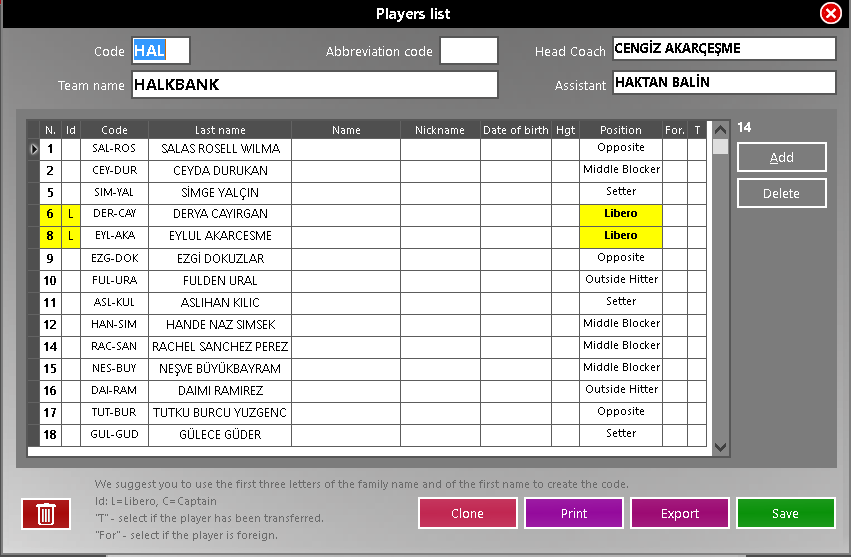 Players list
Code HAL Abbreviation code Head Coach CENGİZ AKARÇEŞME
Team name HALKBANK Assistant HAKTAN BALİN
N. Id Code Last name Name Nickname Date of birth Hgt Position For. T 14
1 SAL-ROS SALAS ROSELL WILMA Opposite Add
2 CEY-DUR CEYDA DURUKAN Middle Blocker
5 SIM-YAL SİMGE YALÇIN Setter Delete
6 L DER-CAY DERYA CAYIRGAN Libero
8 L EYL-AKA EYLUL AKARCESME Libero
9 EZG-DOK EZGİ DOKUZLAR Opposite
10 FUL-URA FULDEN URAL Outside Hitter
11 ASL-KUL ASLIHAN KILIC Setter
12 HAN-SIM HANDE NAZ SIMSEK Middle Blocker
14 RAC-SAN RACHEL SANCHEZ PEREZ Middle Blocker
15 NES-BUY NEŞVE BÜYÜKBAYRAM Middle Blocker
16 DAI-RAM DAIMI RAMIREZ Outside Hitter
17 TUT-BUR TUTKU BURCU YUZGENC Opposite
18 GUL-GUD GÜLECE GÜDER Setter
We suggest you to use the first three letters of the family name and of the first name to create the code.
Id: L=Libero, C=Captain
"T" - select if the player has been transferred.
"For" - select if the player is foreign.
Clone Print Export Save